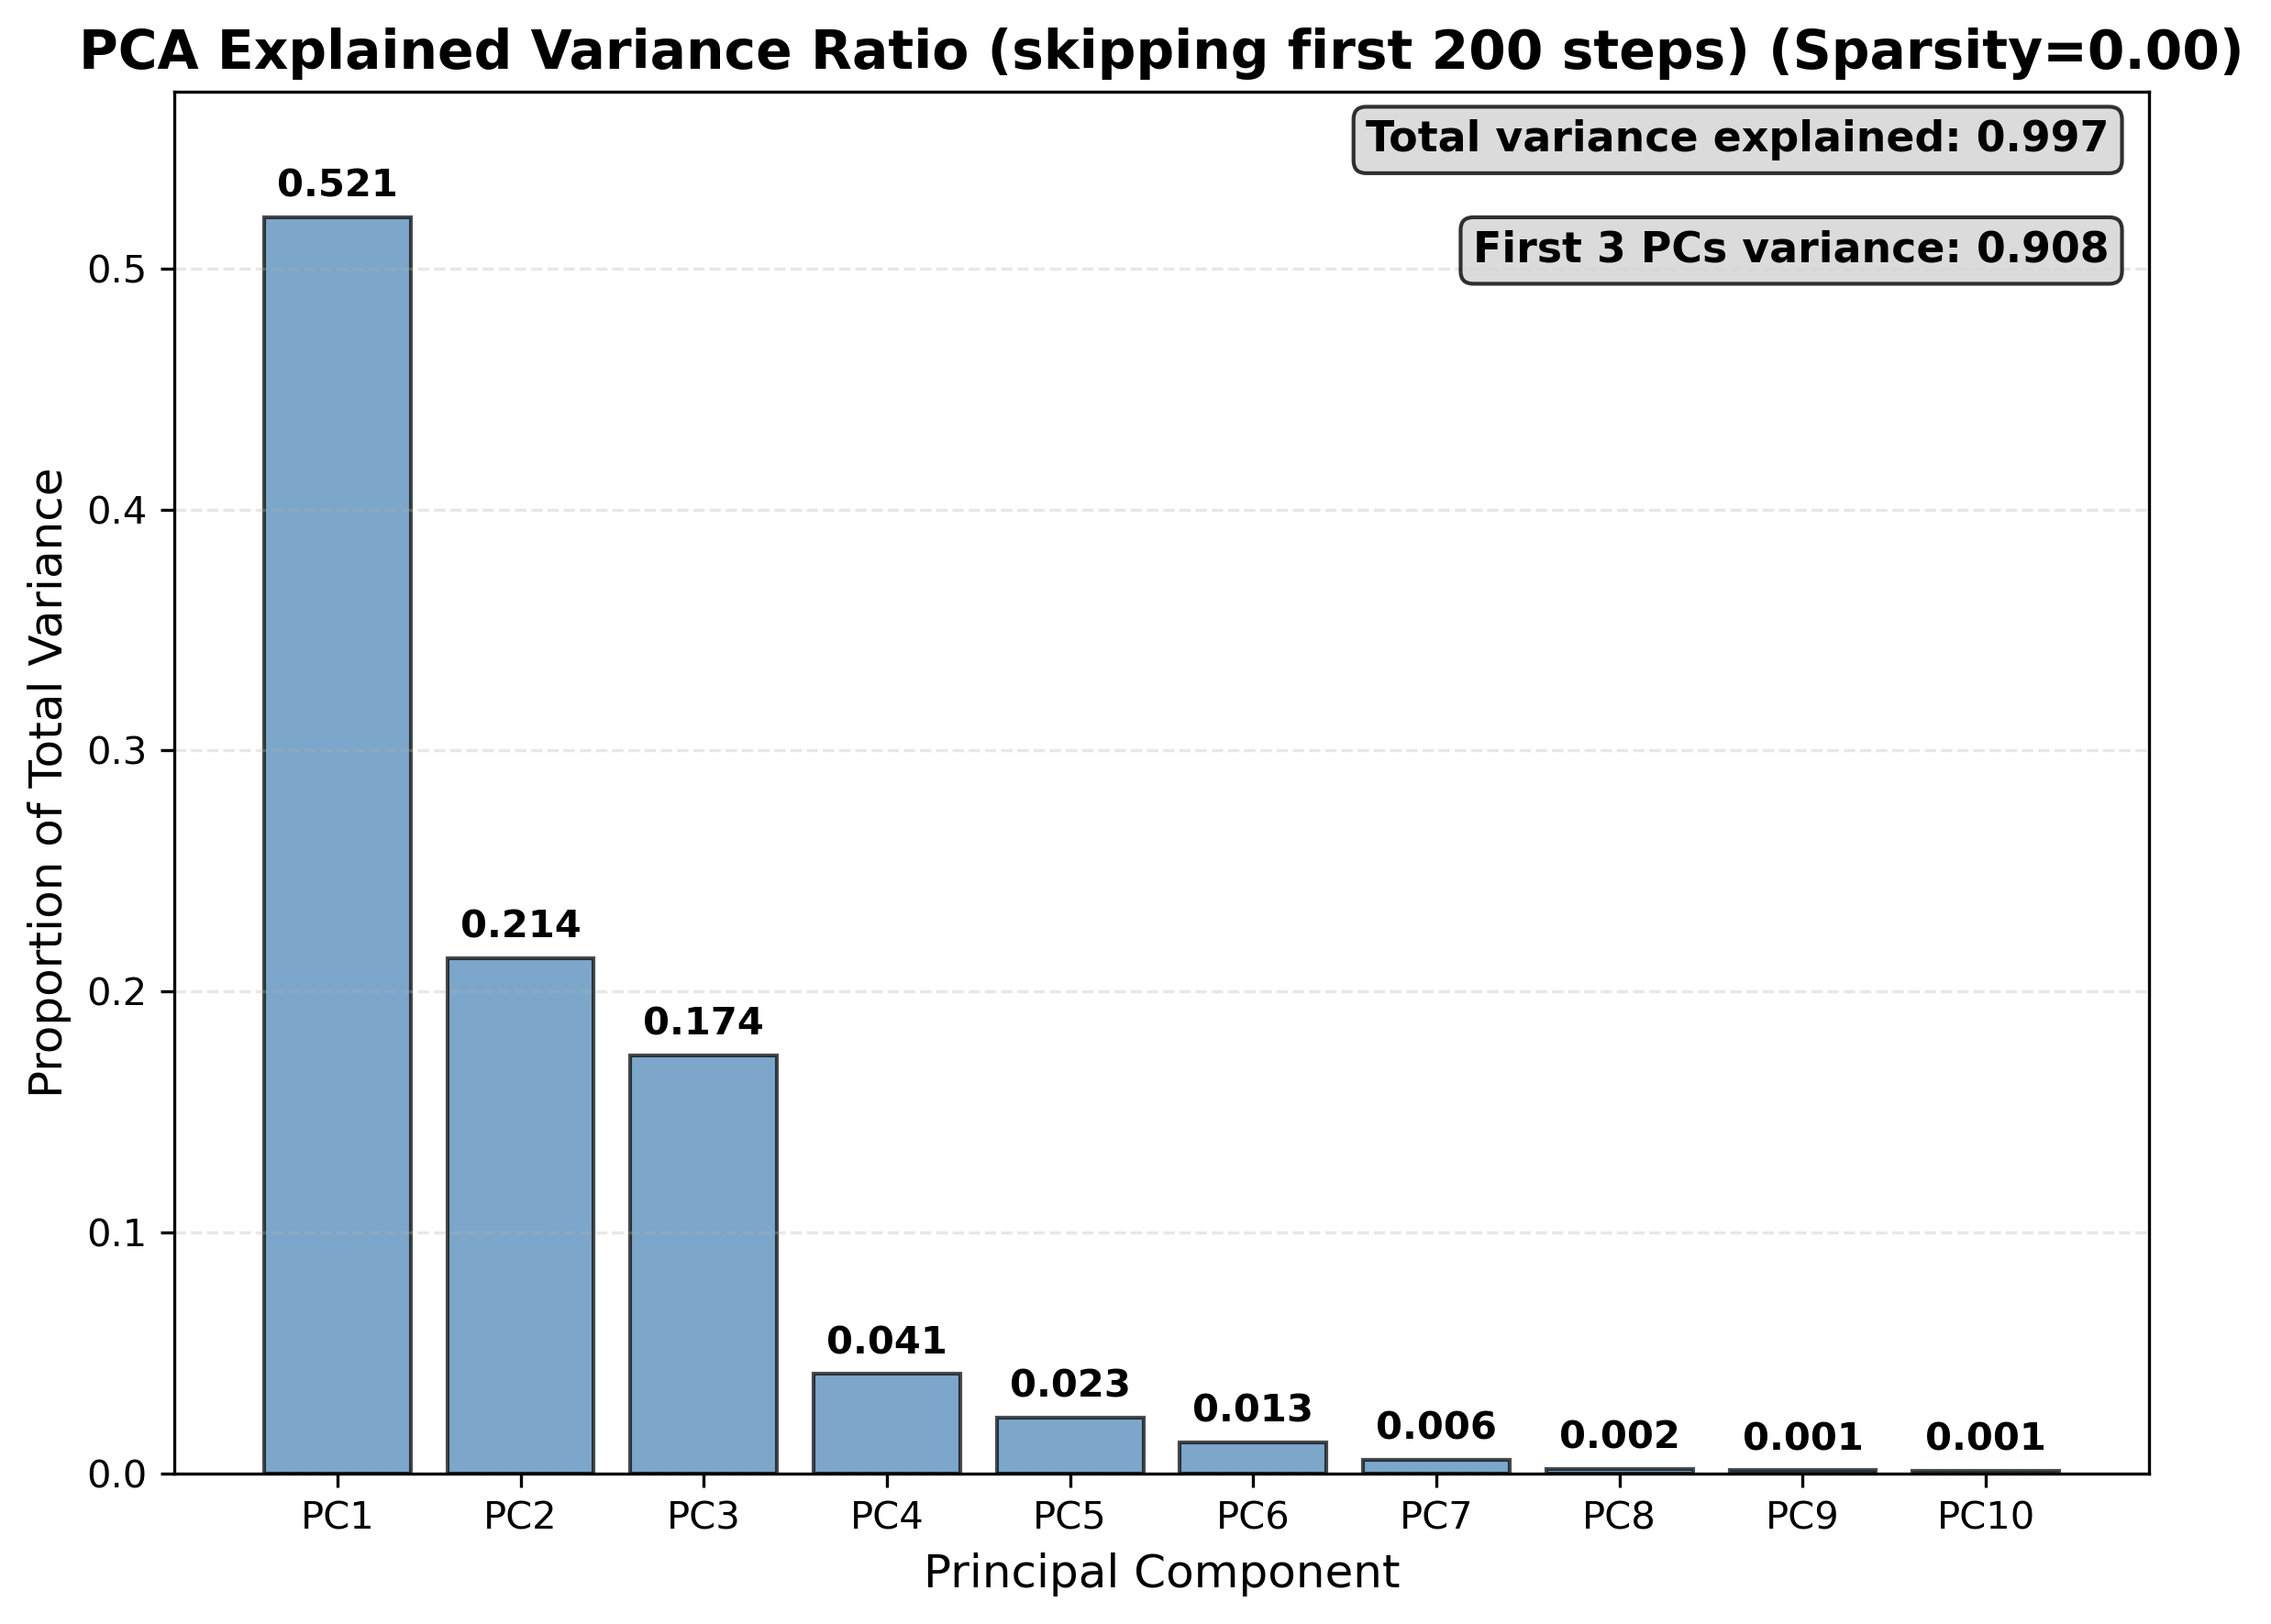 PCA Explained Variance Ratio (skipping first 200 steps) (Sparsity=0.00)
Total variance explained: 0.997
First 3 PCs variance: 0.908
0.521
0.214
0.174
0.041
0.023
0.013
0.006
0.002
0.001
0.001
Proportion of Total Variance
0.5
0.4
0.3
0.2
0.1
0.0
PC1 PC2 PC3 PC4 PC5 PC6 PC7 PC8 PC9 PC10
Principal Component